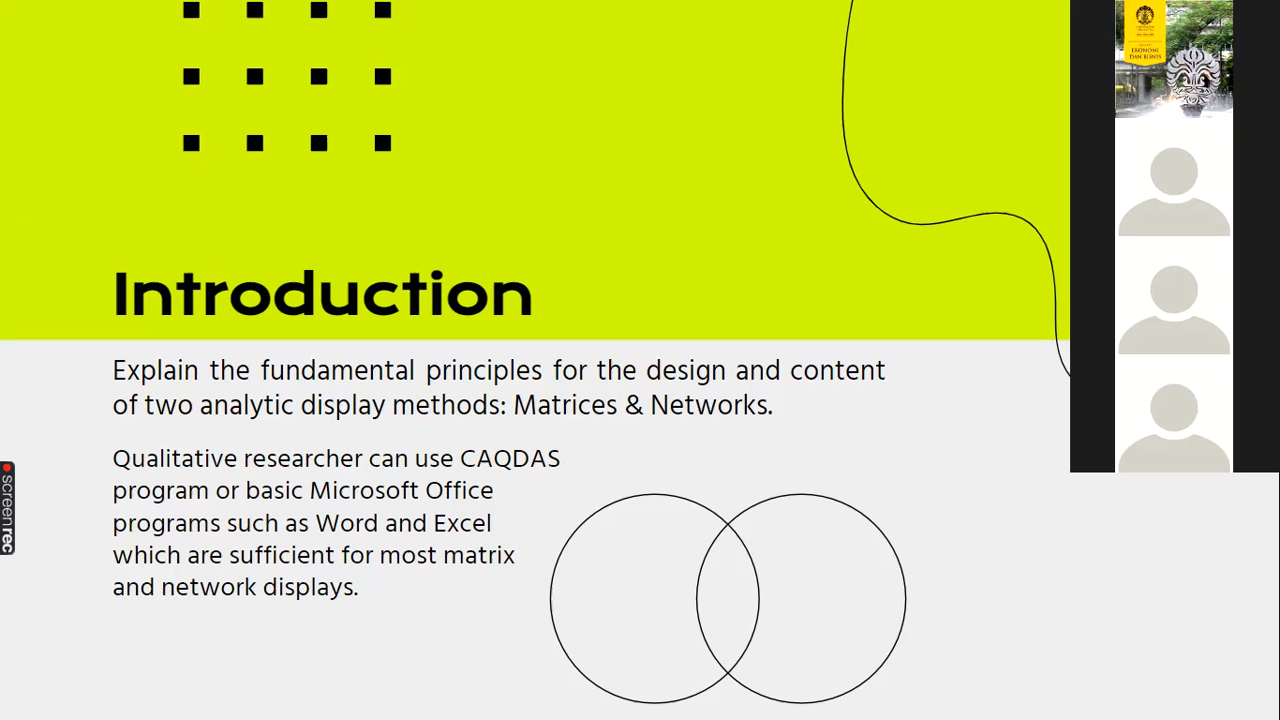 Introduction
Explain the fundamental principles for the design and content
of two analytic display methods: Matrices & Networks.
Qualitative researcher can use CAQDAS
program or basic Microsoft Office
programs such as Word and Excel
which are sufficient for most matrix
and network displays.
screenrec
EKONOMI
DAN BISNIS